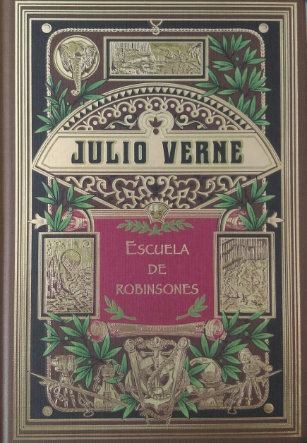 JULIO VERNE
ESCUELA
DE
ROBINSONES